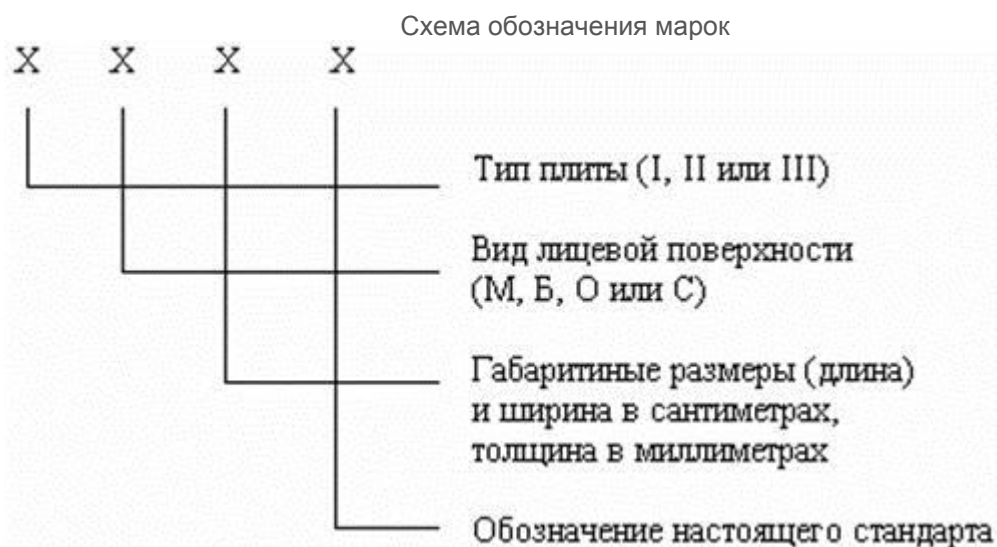 Схема обозначения марок
X X X X
Тип плиты (I, II или III)
Вид лицевой поверхности
(М, Б, О или С)
Габаритиные размеры (длина)
и ширина в сантиметрах,
толщина в миллиметрах
Обозначение настоящего стандарта